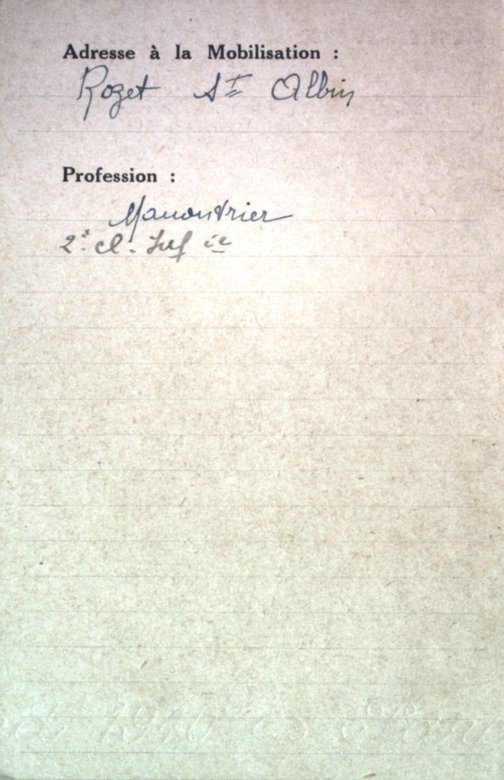 Adresse à la Mobilisation :
Rozet St Albin
Profession :
Manouvrier
2e cl. Inf ie